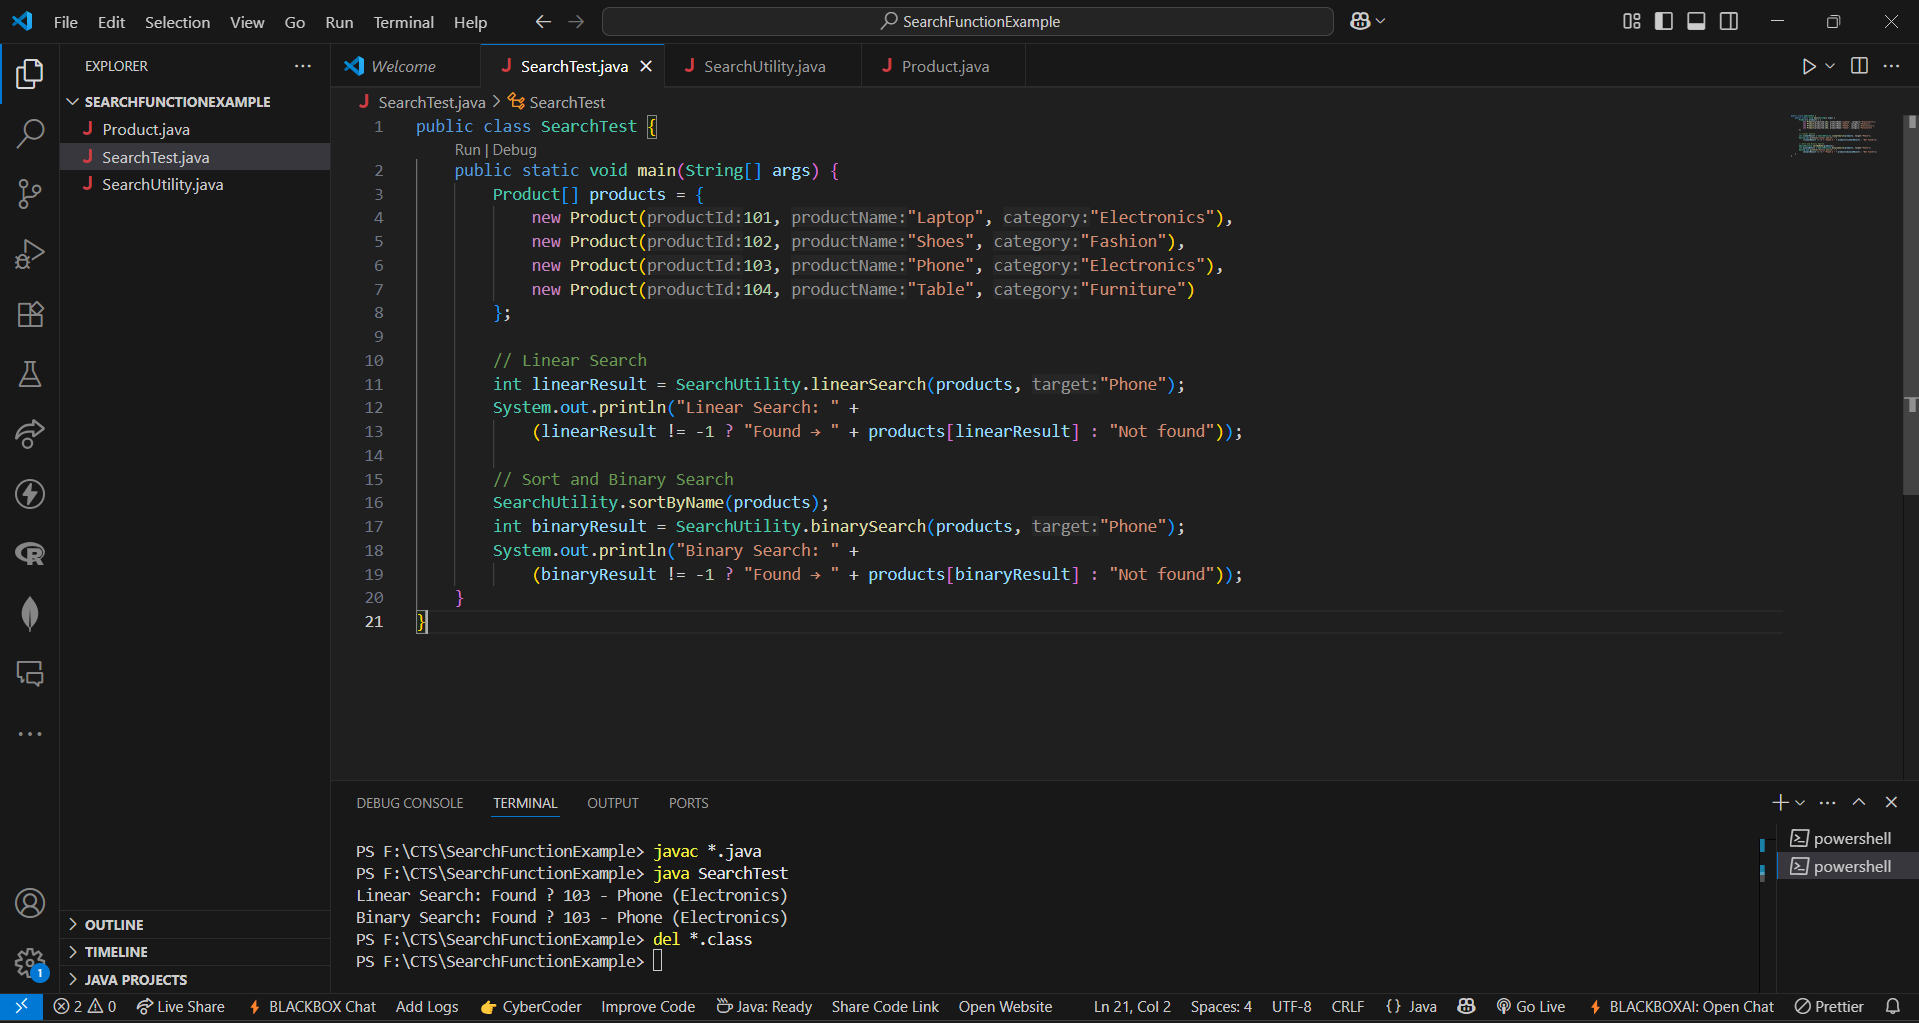 File Edit Selection View Go Run Terminal Help
SearchFunctionExample
EXPLORER
SEARCHFUNCTIONEXAMPLE
Product.java
SearchTest.java
SearchUtility.java
OUTLINE
TIMELINE
JAVA PROJECTS
1
Welcome SearchTest.java SearchUtility.java Product.java
SearchTest.java > SearchTest
1 public class SearchTest {
Run | Debug
2 public static void main(String[] args) {
3 Product[] products = {
4 new Product(productId:101, productName:"Laptop", category:"Electronics"),
5 new Product(productId:102, productName:"Shoes", category:"Fashion"),
6 new Product(productId:103, productName:"Phone", category:"Electronics"),
7 new Product(productId:104, productName:"Table", category:"Furniture")
8 };
9
10 // Linear Search
11 int linearResult = SearchUtility.linearSearch(products, target:"Phone");
12 System.out.println("Linear Search: " +
13 (linearResult != -1 ? "Found → " + products[linearResult] : "Not found"));
14
15 // Sort and Binary Search
16 SearchUtility.sortByName(products);
17 int binaryResult = SearchUtility.binarySearch(products, target:"Phone");
18 System.out.println("Binary Search: " +
19 (binaryResult != -1 ? "Found → " + products[binaryResult] : "Not found"));
20 }
21 }
DEBUG CONSOLE TERMINAL OUTPUT PORTS
PS F:\CTS\SearchFunctionExample> javac *.java
PS F:\CTS\SearchFunctionExample> java SearchTest
Linear Search: Found ? 103 - Phone (Electronics)
Binary Search: Found ? 103 - Phone (Electronics)
PS F:\CTS\SearchFunctionExample> del *.class
PS F:\CTS\SearchFunctionExample>
powershell
powershell
2 0 Live Share BLACKBOX Chat Add Logs CyberCoder Improve Code Java: Ready Share Code Link Open Website Ln 21, Col 2 Spaces: 4 UTF-8 CRLF {} Java Go Live BLACKBOXAI: Open Chat Prettier